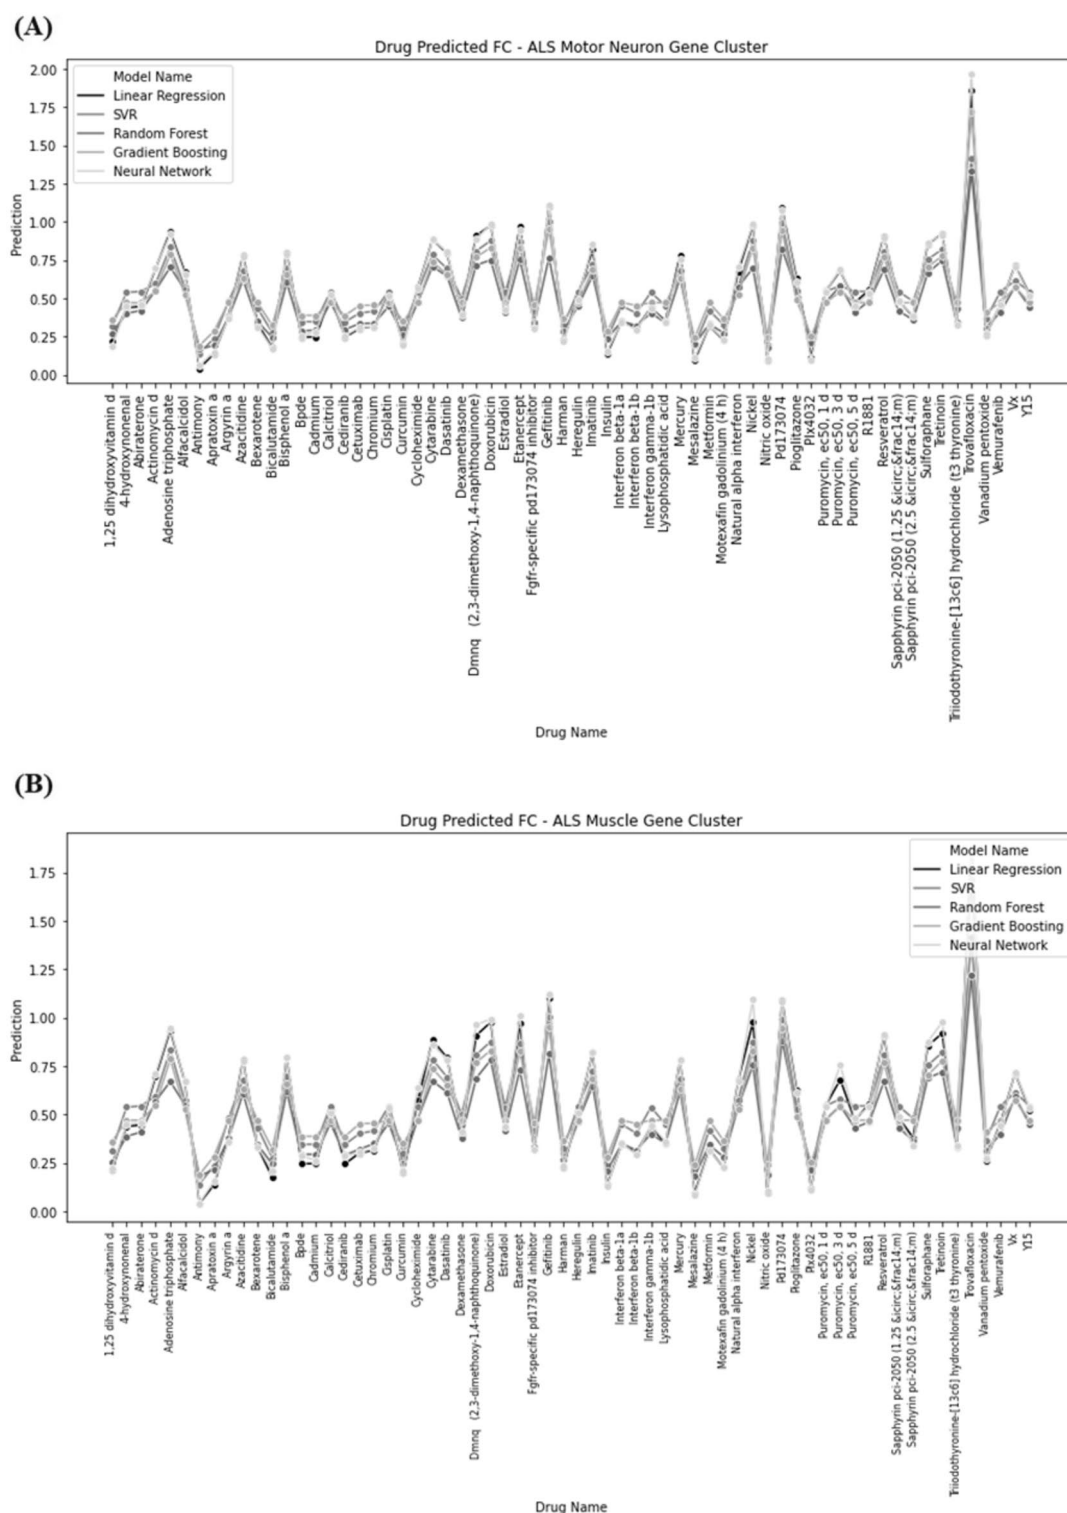 (A)
Drug Predicted FC - ALS Motor Neuron Gene Cluster
Model Name
Linear Regression
SVR
Random Forest
Gradient Boosting
Neural Network
Prediction
2.00
1.75
1.50
1.25
1.00
0.75
0.50
0.25
0.00
1,25 dihydroxyvitamin d
4-hydroxynonenal
Abiraterone
Actinomycin d
Adenosine triphosphate
Alfacalcidol
Antimony
Apratoxin a
Argyrin a
Azacitidine
Bexarotene
Bicalutamide
Bisphenol a
Bpde
Cadmium
Calcitriol
Cediranib
Cetuximab
Chromium
Cisplatin
Curcumin
Cycloheximide
Cytarabine
Dasatinib
Dexamethasone
Dmnq (2,3-dimethoxy-1,4-naphthoquinone)
Doxorubicin
Estradiol
Etanercept
Fgfr-specific pd173074 inhibitor
Gefitinib
Harman
Heregulin
Imatinib
Insulin
Interferon beta-1a
Interferon beta-1b
Interferon gamma-1b
Lysophosphatidic acid
Mercury
Mesalazine
Metformin
Motexafin gadolinium (4 h)
Natural alpha interferon
Nickel
Nitric oxide
Pd173074
Pioglitazone
Plx4032
Puromycin, ec50, 1 d
Puromycin, ec50, 3 d
Puromycin, ec50, 5 d
R1881
Resveratrol
Sapphyrin pci-2050 (1.25 &icirc;&frac14;m)
Sapphyrin pci-2050 (2.5 &icirc;&frac14;m)
Sulforaphane
Tretinoin
Triiodothyronine-[13c6] hydrochloride (t3 thyronine)
Trovafloxacin
Vanadium pentoxide
Vemurafenib
Vx
Y15
Drug Name
(B)
Drug Predicted FC - ALS Muscle Gene Cluster
Model Name
Linear Regression
SVR
Random Forest
Gradient Boosting
Neural Network
Prediction
1.75
1.50
1.25
1.00
0.75
0.50
0.25
0.00
1,25 dihydroxyvitamin d
4-hydroxynonenal
Abiraterone
Actinomycin d
Adenosine triphosphate
Alfacalcidol
Antimony
Apratoxin a
Argyrin a
Azacitidine
Bexarotene
Bicalutamide
Bisphenol a
Bpde
Cadmium
Calcitriol
Cediranib
Cetuximab
Chromium
Cisplatin
Curcumin
Cycloheximide
Cytarabine
Dasatinib
Dexamethasone
Dmnq (2,3-dimethoxy-1,4-naphthoquinone)
Doxorubicin
Estradiol
Etanercept
Fgfr-specific pd173074 inhibitor
Gefitinib
Harman
Heregulin
Imatinib
Insulin
Interferon beta-1a
Interferon beta-1b
Interferon gamma-1b
Lysophosphatidic acid
Mercury
Mesalazine
Metformin
Motexafin gadolinium (4 h)
Natural alpha interferon
Nickel
Nitric oxide
Pd173074
Pioglitazone
Plx4032
Puromycin, ec50, 1 d
Puromycin, ec50, 3 d
Puromycin, ec50, 5 d
R1881
Resveratrol
Sapphyrin pci-2050 (1.25 &icirc;&frac14;m)
Sapphyrin pci-2050 (2.5 &icirc;&frac14;m)
Sulforaphane
Tretinoin
Triiodothyronine-[13c6] hydrochloride (t3 thyronine)
Trovafloxacin
Vanadium pentoxide
Vemurafenib
Vx
Y15
Drug Name